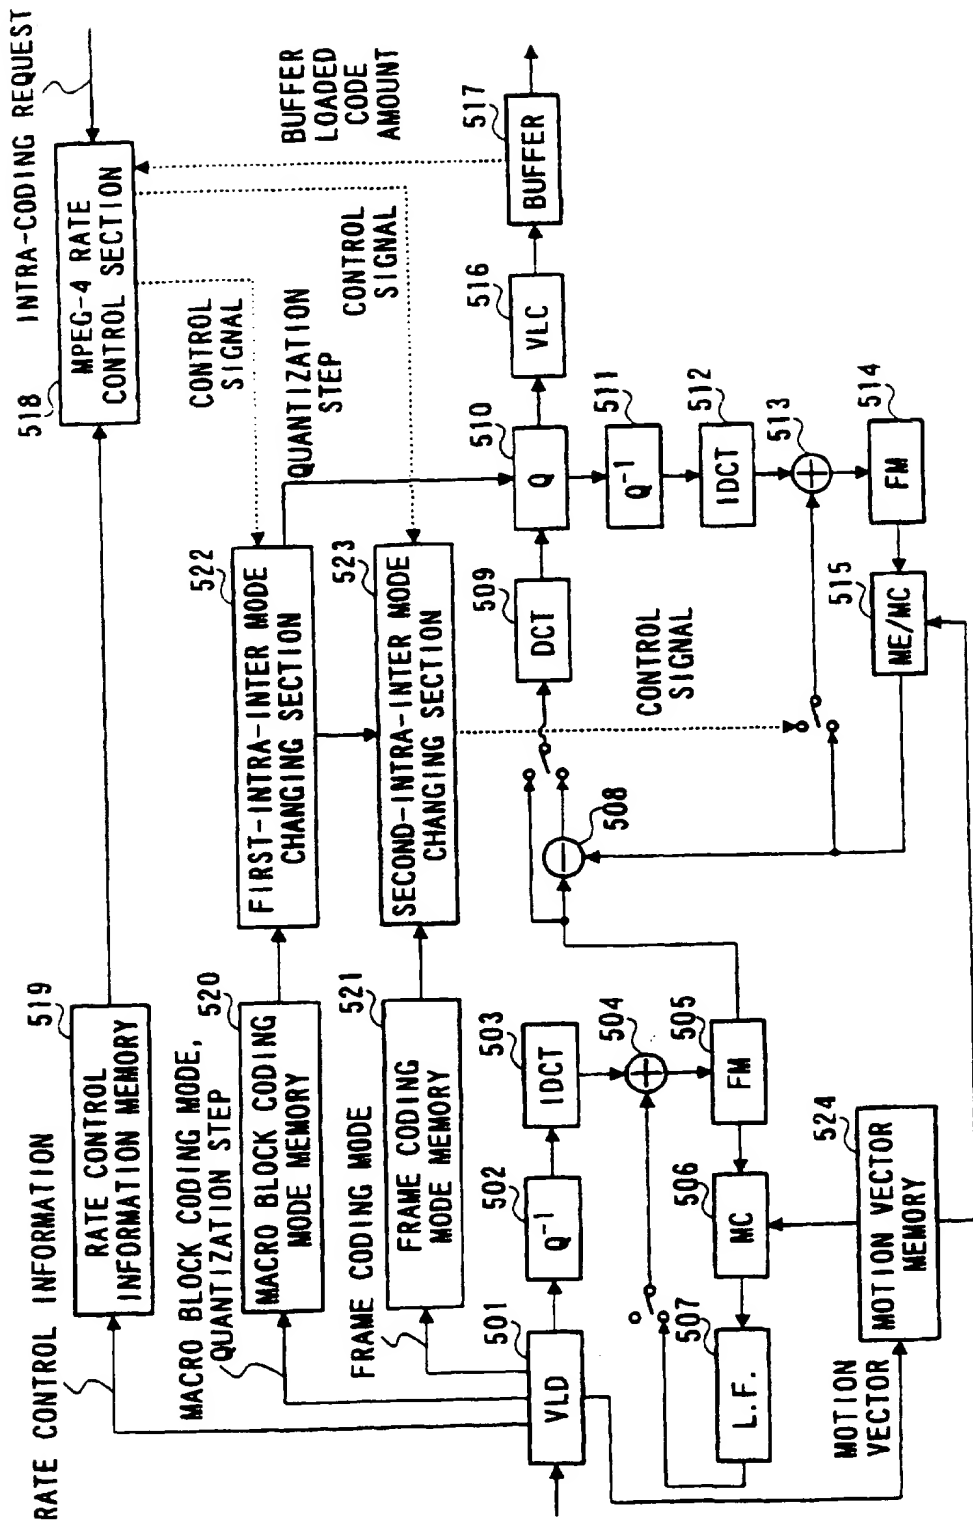 RATE CONTROL INFORMATION
INTRA-CODING REQUEST
519
RATE CONTROL
INFORMATION MEMORY
518
MPEG-4 RATE
CONTROL SECTION
MACRO BLOCK CODING MODE,
QUANTIZATION STEP
520
MACRO BLOCK CODING
MODE MEMORY
522
FIRST-INTRA-INTER MODE
CHANGING SECTION
CONTROL
SIGNAL
BUFFER
LOADED
CODE
AMOUNT
QUANTIZATION
STEP
FRAME CODING MODE
521
FRAME CODING
MODE MEMORY
523
SECOND-INTRA-INTER MODE
CHANGING SECTION
CONTROL
SIGNAL
501
VLD
502
Q-1
503
IDCT
504
505
FM
506
MC
507
L.F.
508
509
DCT
510
Q
516
VLC
517
BUFFER
511
Q-1
512
IDCT
513
514
FM
515
ME/MC
CONTROL
SIGNAL
MOTION
VECTOR
524
MOTION VECTOR
MEMORY